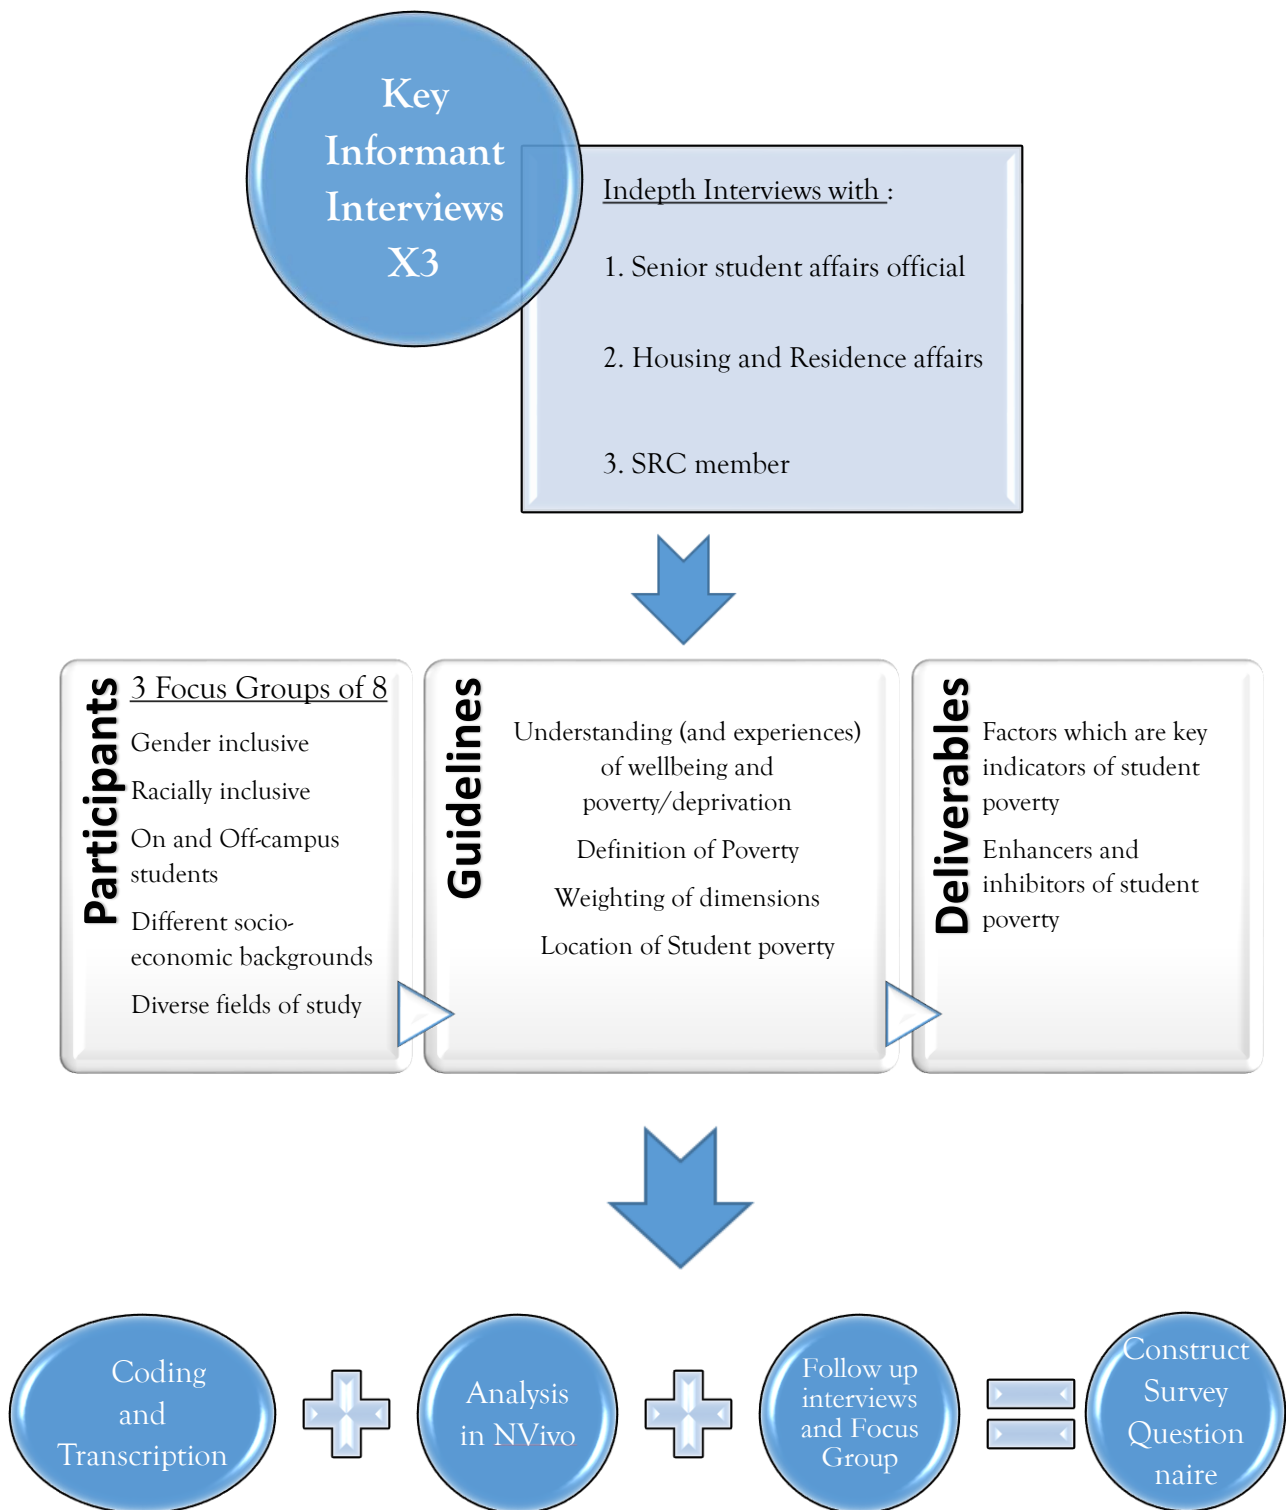 Key
Informant
Interviews
X3
Indepth Interviews with :
1. Senior student affairs official
2. Housing and Residence affairs
3. SRC member
Participants
3 Focus Groups of 8
Gender inclusive
Racially inclusive
On and Off-campus
students
Different socio-
economic backgrounds
Diverse fields of study
Guidelines
Understanding (and experiences)
of wellbeing and
poverty/deprivation
Definition of Poverty
Weighting of dimensions
Location of Student poverty
Deliverables
Factors which are key
indicators of student
poverty
Enhancers and
inhibitors of student
poverty
Coding
and
Transcription
Analysis
in NVivo
Follow up
interviews
and Focus
Group
Construct
Survey
Question
naire